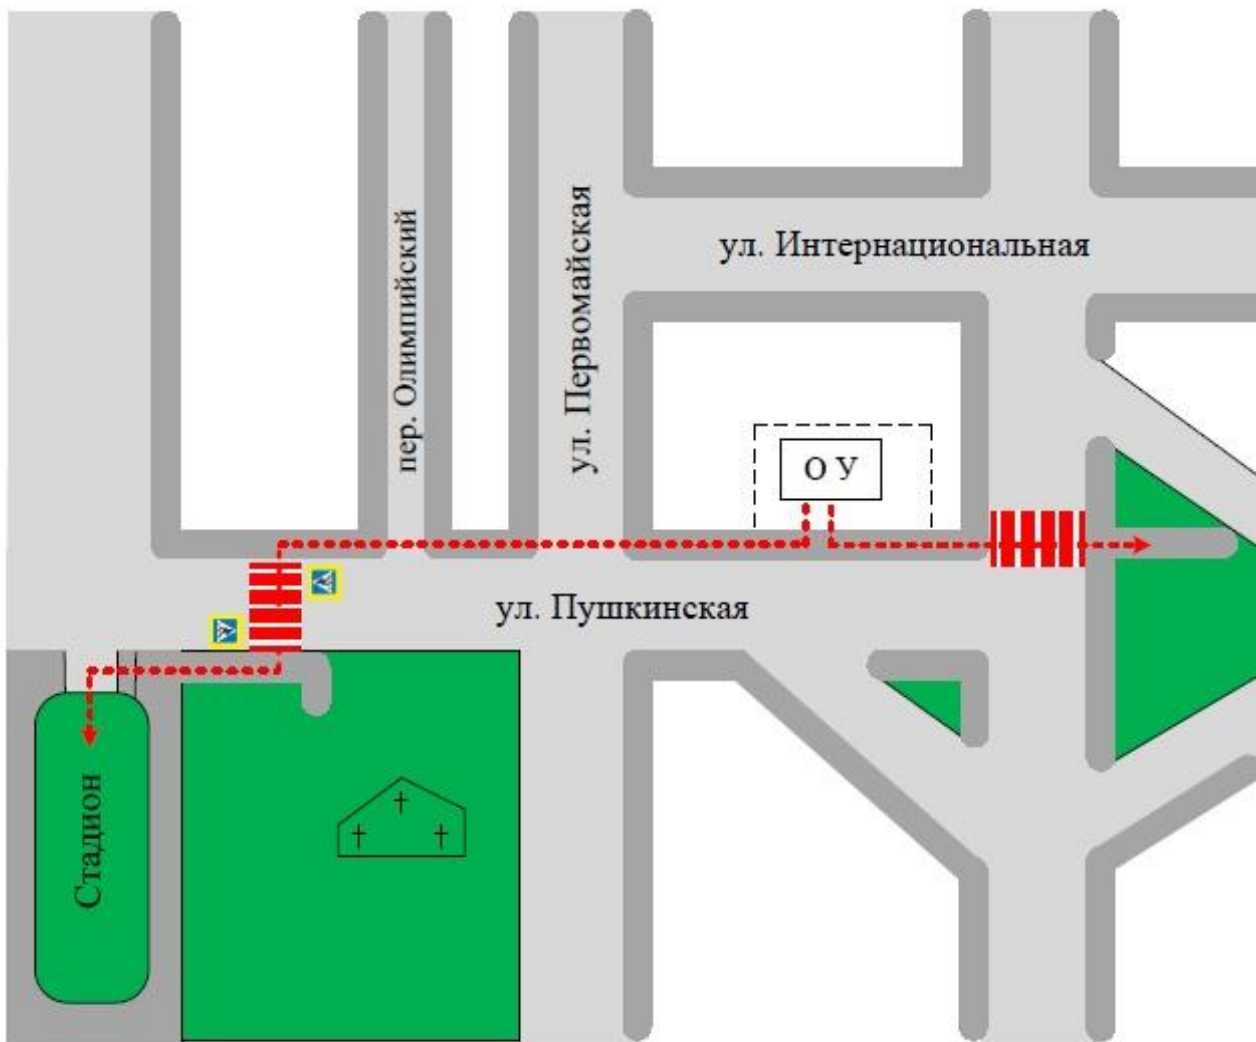 ул. Интернациональная
пер. Олимпийский
ул. Первомайская
О У
ул. Пушкинская
Стадион